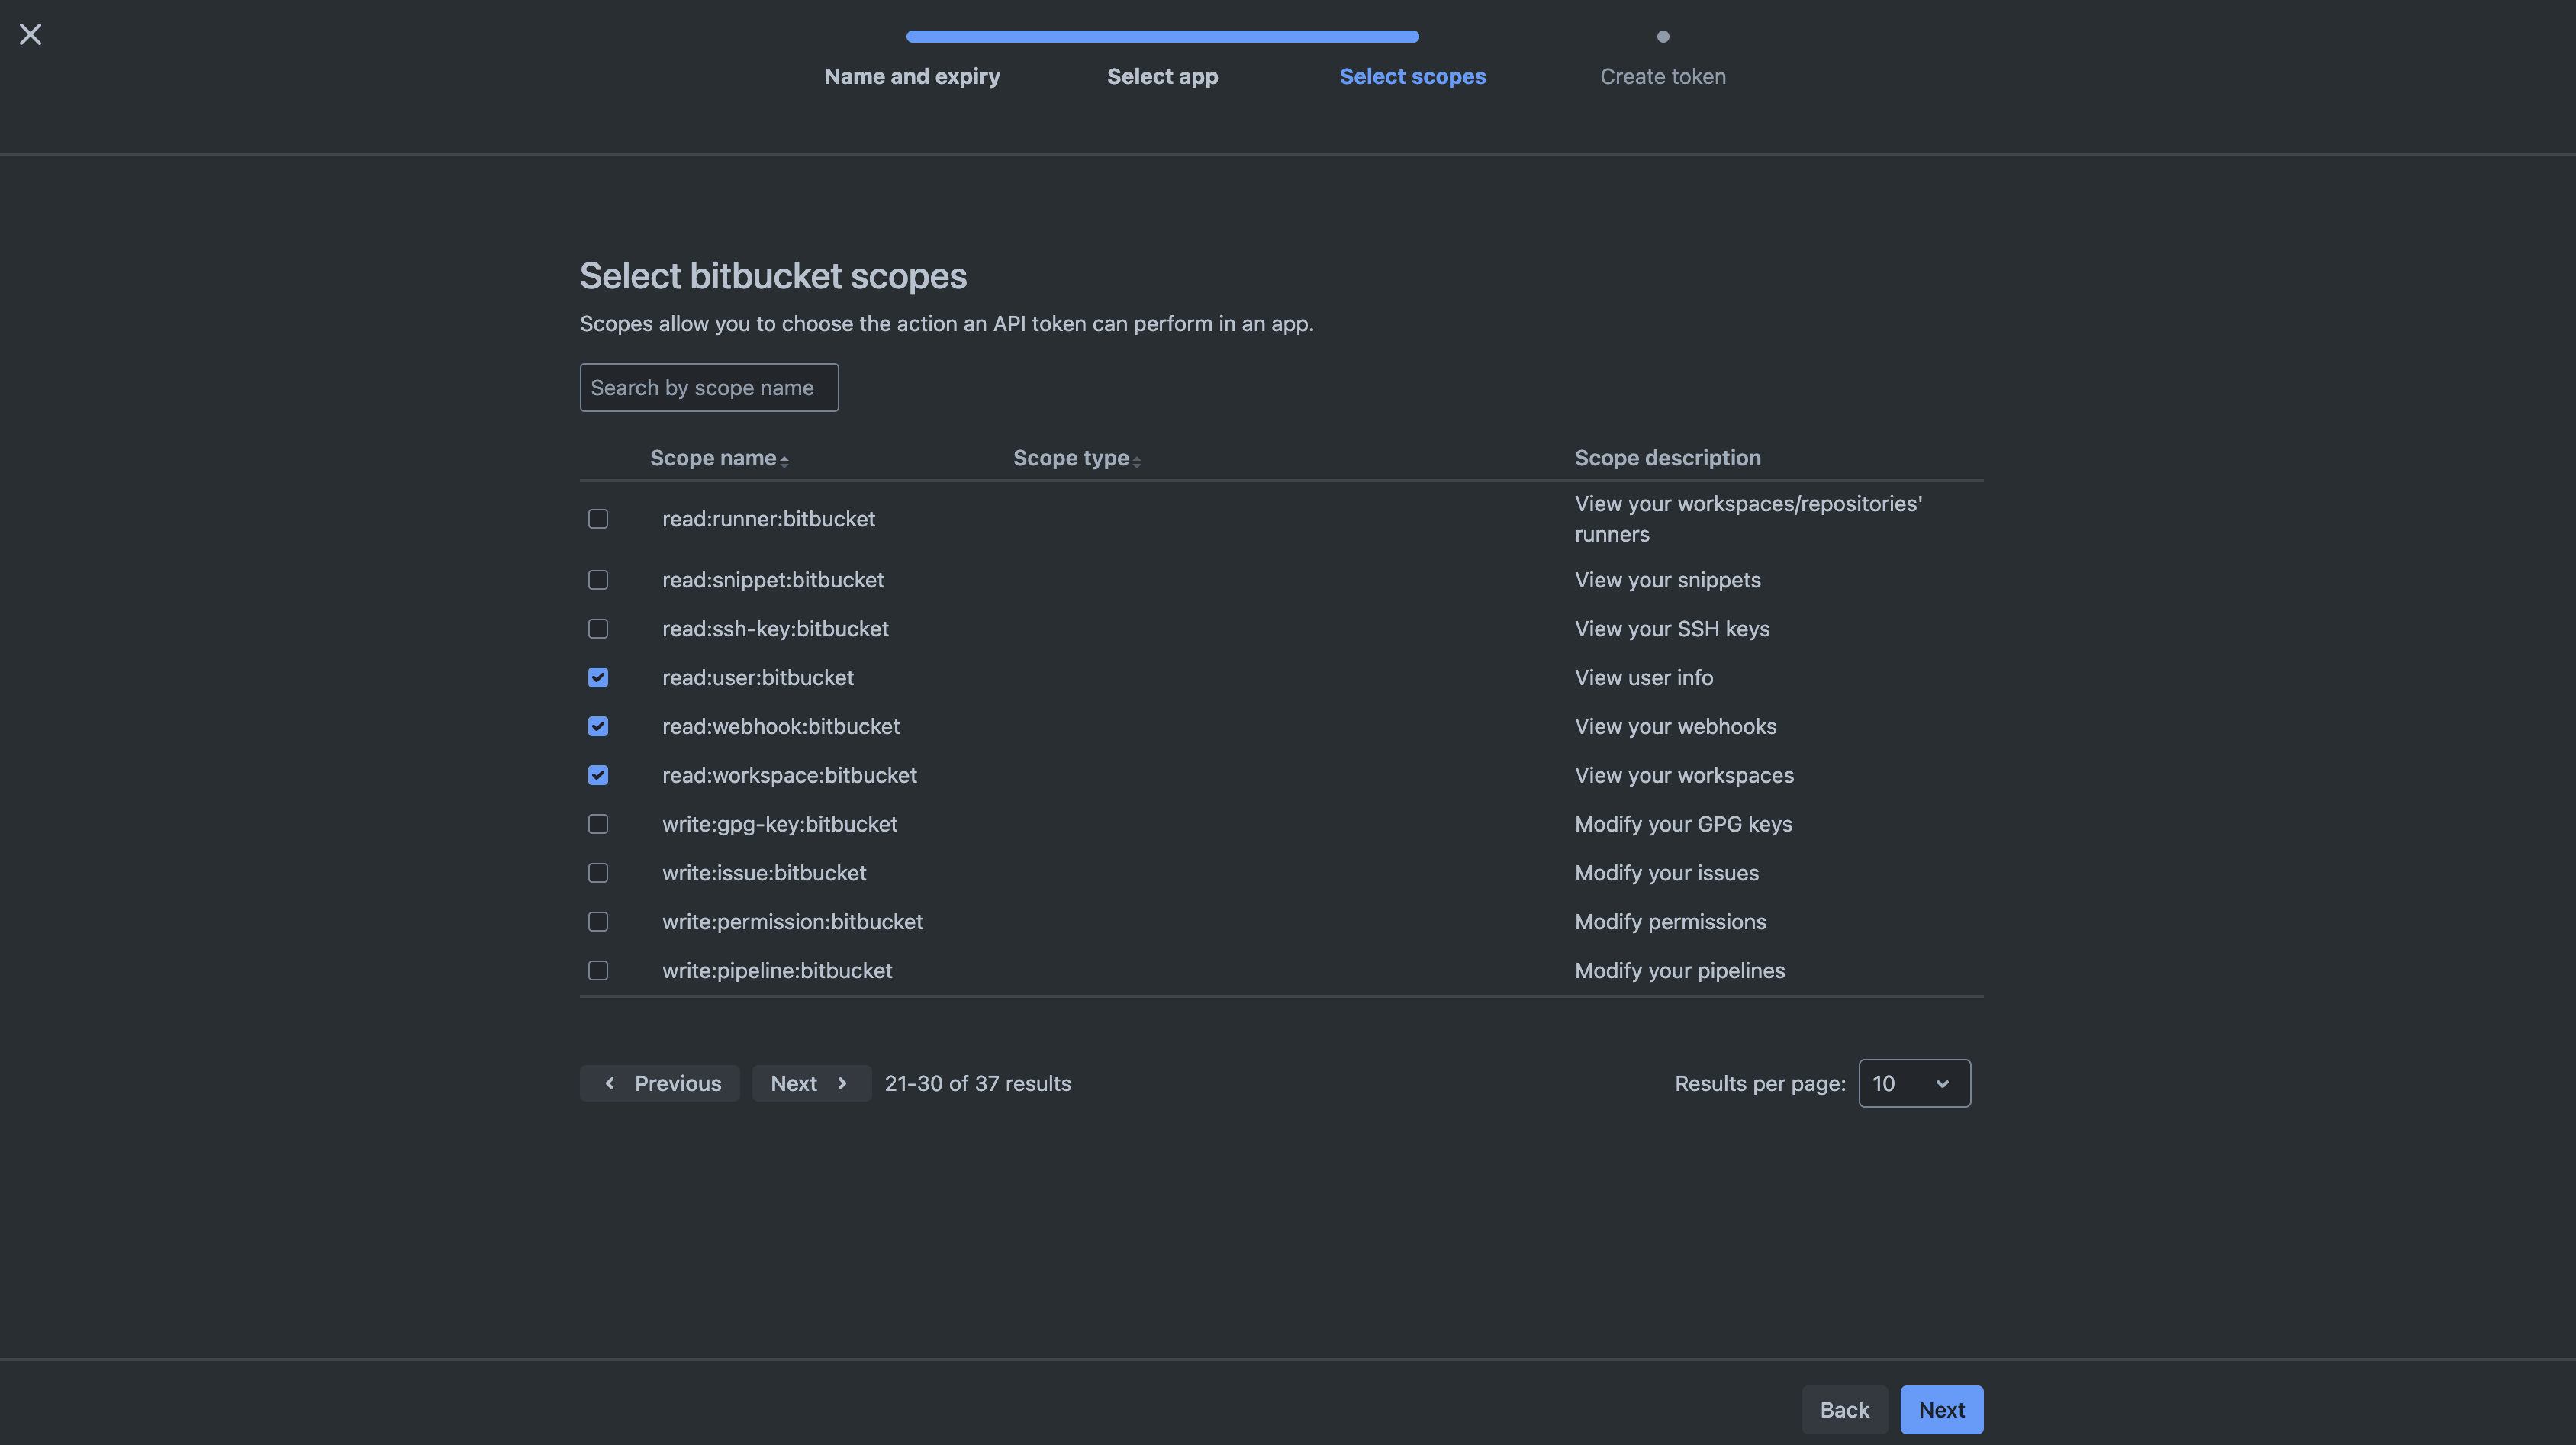 Name and expiry
Select app
Select scopes
Create token
Select bitbucket scopes
Scopes allow you to choose the action an API token can perform in an app.
Search by scope name
Scope name Scope type Scope description
read:runner:bitbucket View your workspaces/repositories'
runners
read:snippet:bitbucket View your snippets
read:ssh-key:bitbucket View your SSH keys
read:user:bitbucket View user info
read:webhook:bitbucket View your webhooks
read:workspace:bitbucket View your workspaces
write:gpg-key:bitbucket Modify your GPG keys
write:issue:bitbucket Modify your issues
write:permission:bitbucket Modify permissions
write:pipeline:bitbucket Modify your pipelines
Previous Next 21-30 of 37 results Results per page: 10
Back Next